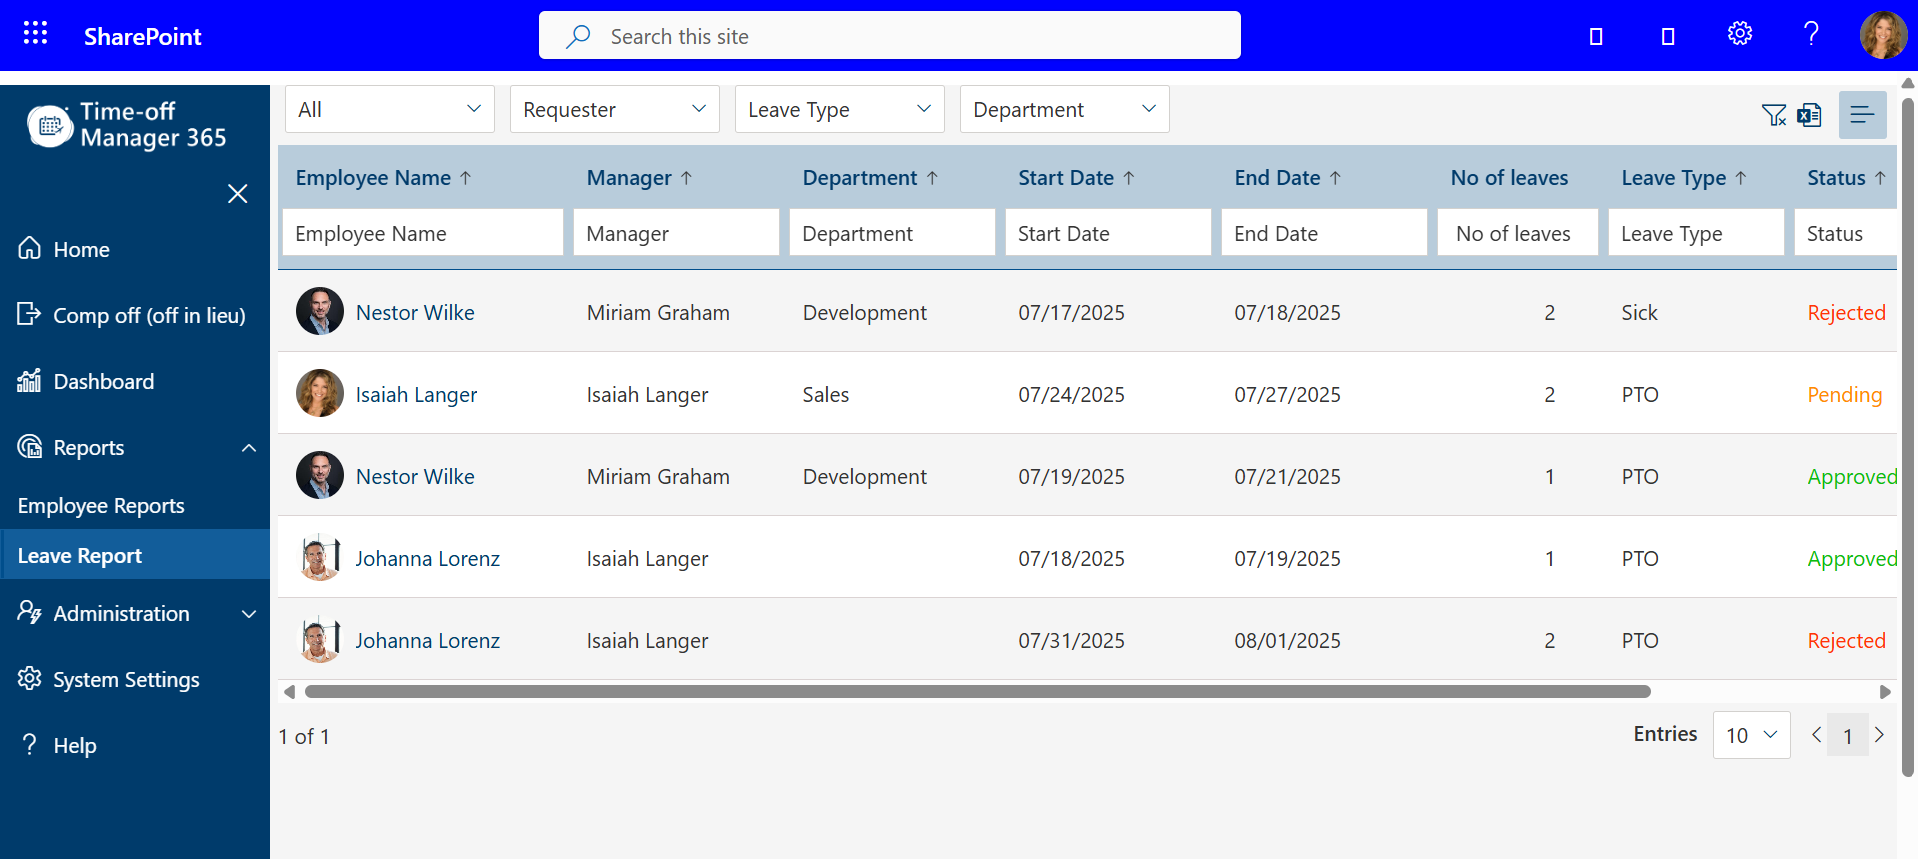 SharePoint
Search this site
Time-off
Manager 365
Home
Comp off (off in lieu)
Dashboard
Reports
Employee Reports
Leave Report
Administration
System Settings
Help
All Requester Leave Type Department
Employee Name ↑ Manager ↑ Department ↑ Start Date ↑ End Date ↑ No of leaves Leave Type ↑ Status ↑
Employee Name Manager Department Start Date End Date No of leaves Leave Type Status
Nestor Wilke Miriam Graham Development 07/17/2025 07/18/2025 2 Sick Rejected
Isaiah Langer Isaiah Langer Sales 07/24/2025 07/27/2025 2 PTO Pending
Nestor Wilke Miriam Graham Development 07/19/2025 07/21/2025 1 PTO Approved
Johanna Lorenz Isaiah Langer 07/18/2025 07/19/2025 1 PTO Approved
Johanna Lorenz Isaiah Langer 07/31/2025 08/01/2025 2 PTO Rejected
1 of 1 Entries 10 1